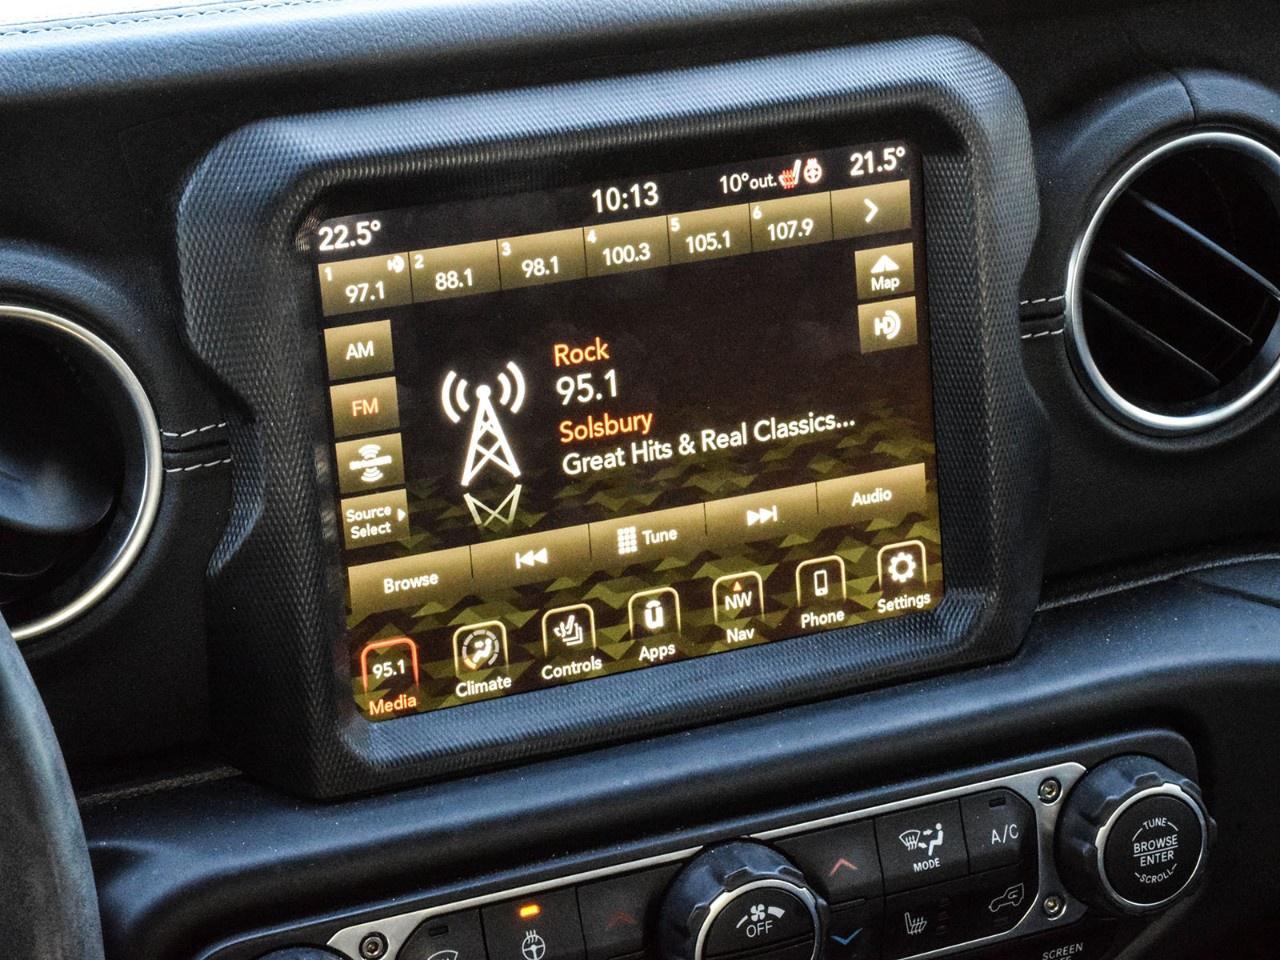 22.5° 10:13 10°out. 21.5°
1 97.1 2 88.1 3 98.1 4 100.3 5 105.1 6 107.9
Map
HD
AM
FM
Source
Select
Rock
95.1
Solsbury
Great Hits & Real Classics...
Browse Tune Audio
95.1
Media
Climate
Controls
Apps
NW
Nav
Phone
Settings
MODE
A/C
OFF
TUNE
BROWSE
ENTER
SCROLL
SCREEN